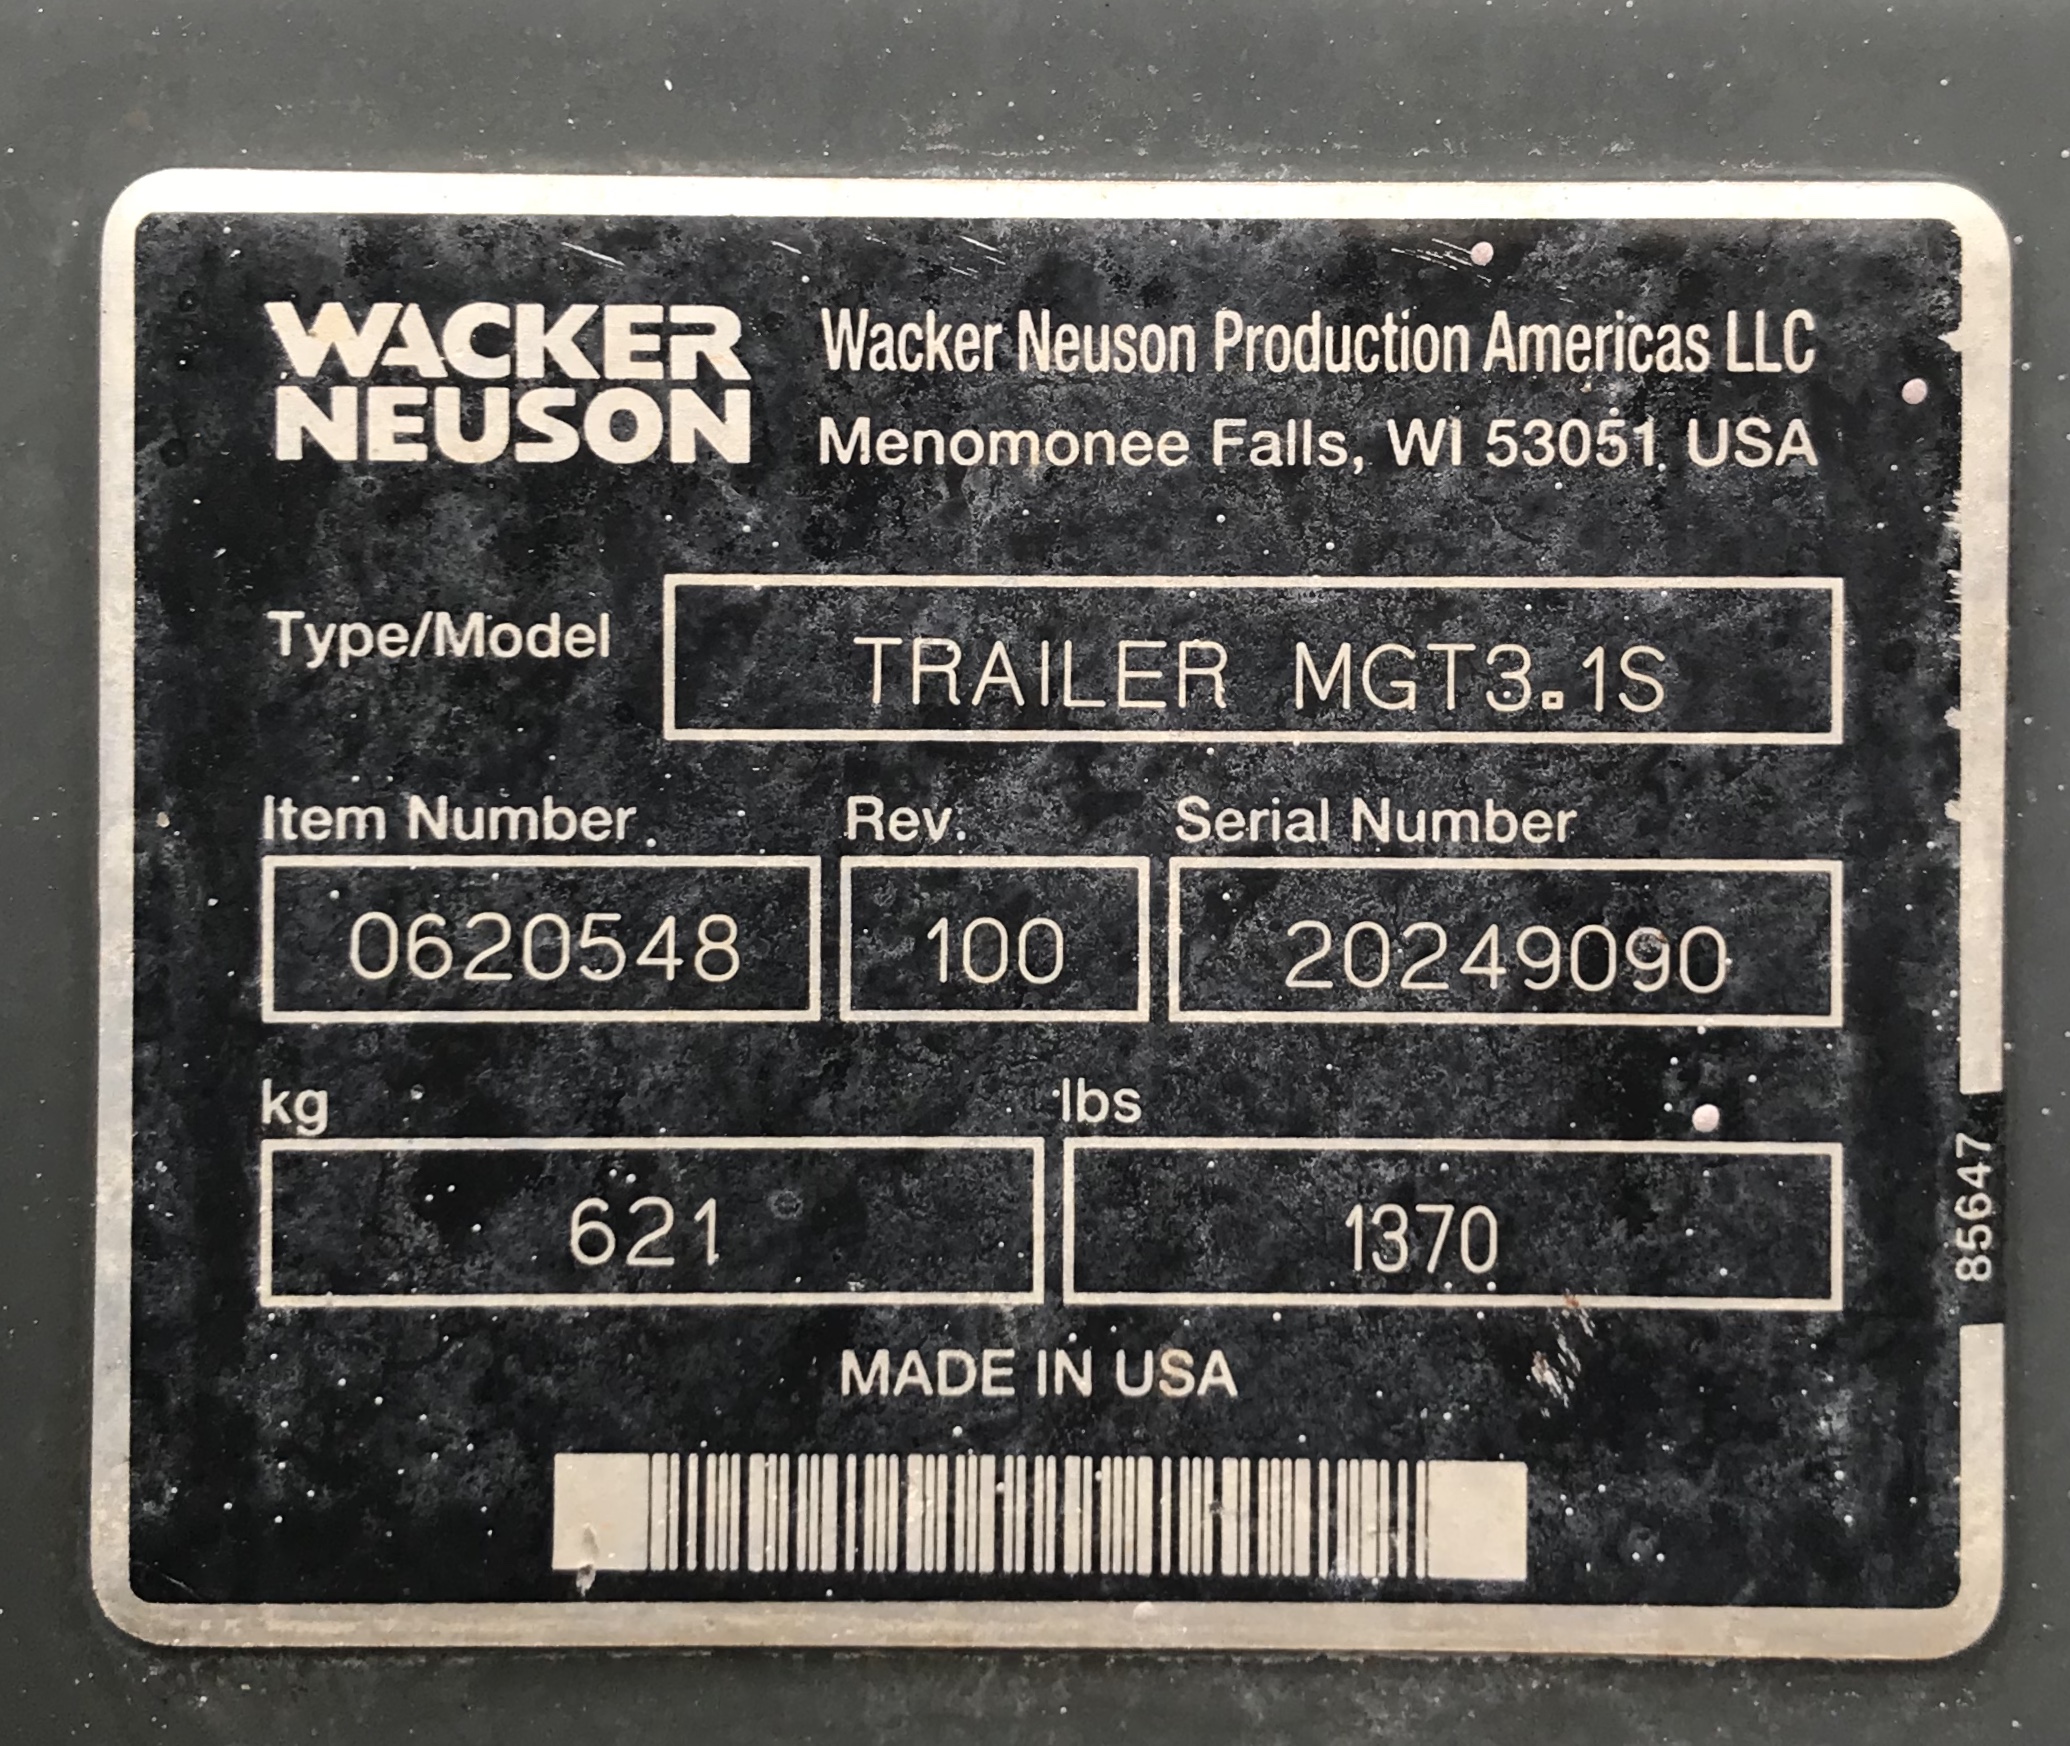 WACKER
NEUSON
Wacker Neuson Production Americas LLC
Menomonee Falls, WI 53051 USA
Type/Model
TRAILER MGT3.1S
Item Number Rev. Serial Number
0620548 100 20249090
kg lbs
621 1370
MADE IN USA
85647